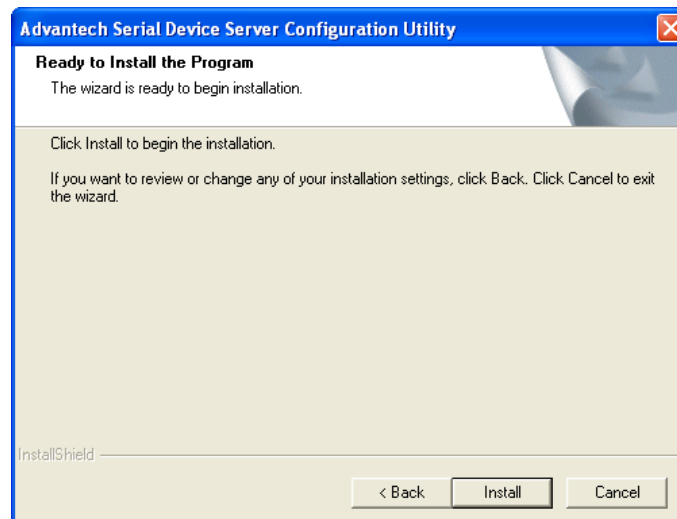 Advantech Serial Device Server Configuration Utility
Ready to Install the Program
The wizard is ready to begin installation.
Click Install to begin the installation.
If you want to review or change any of your installation settings, click Back. Click Cancel to exit
the wizard.
InstallShield
< Back Install Cancel